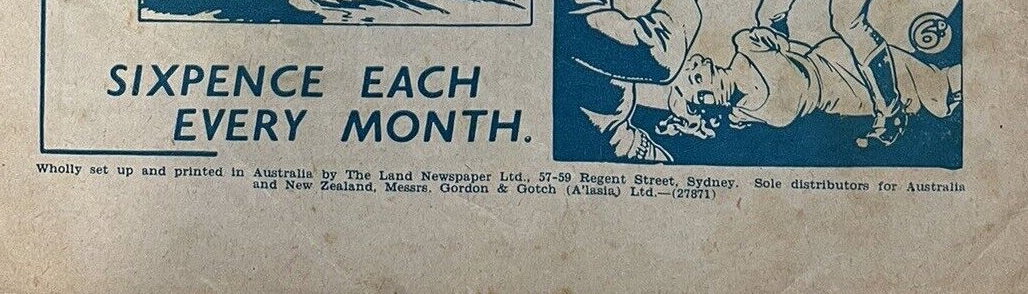 SIXPENCE EACH
EVERY MONTH.
6D
Wholly set up and printed in Australia by The Land Newspaper Ltd., 57-59 Regent Street, Sydney. Sole distributors for Australia
and New Zealand, Messrs. Gordon & Gotch (A'lasia) Ltd.—(27871)